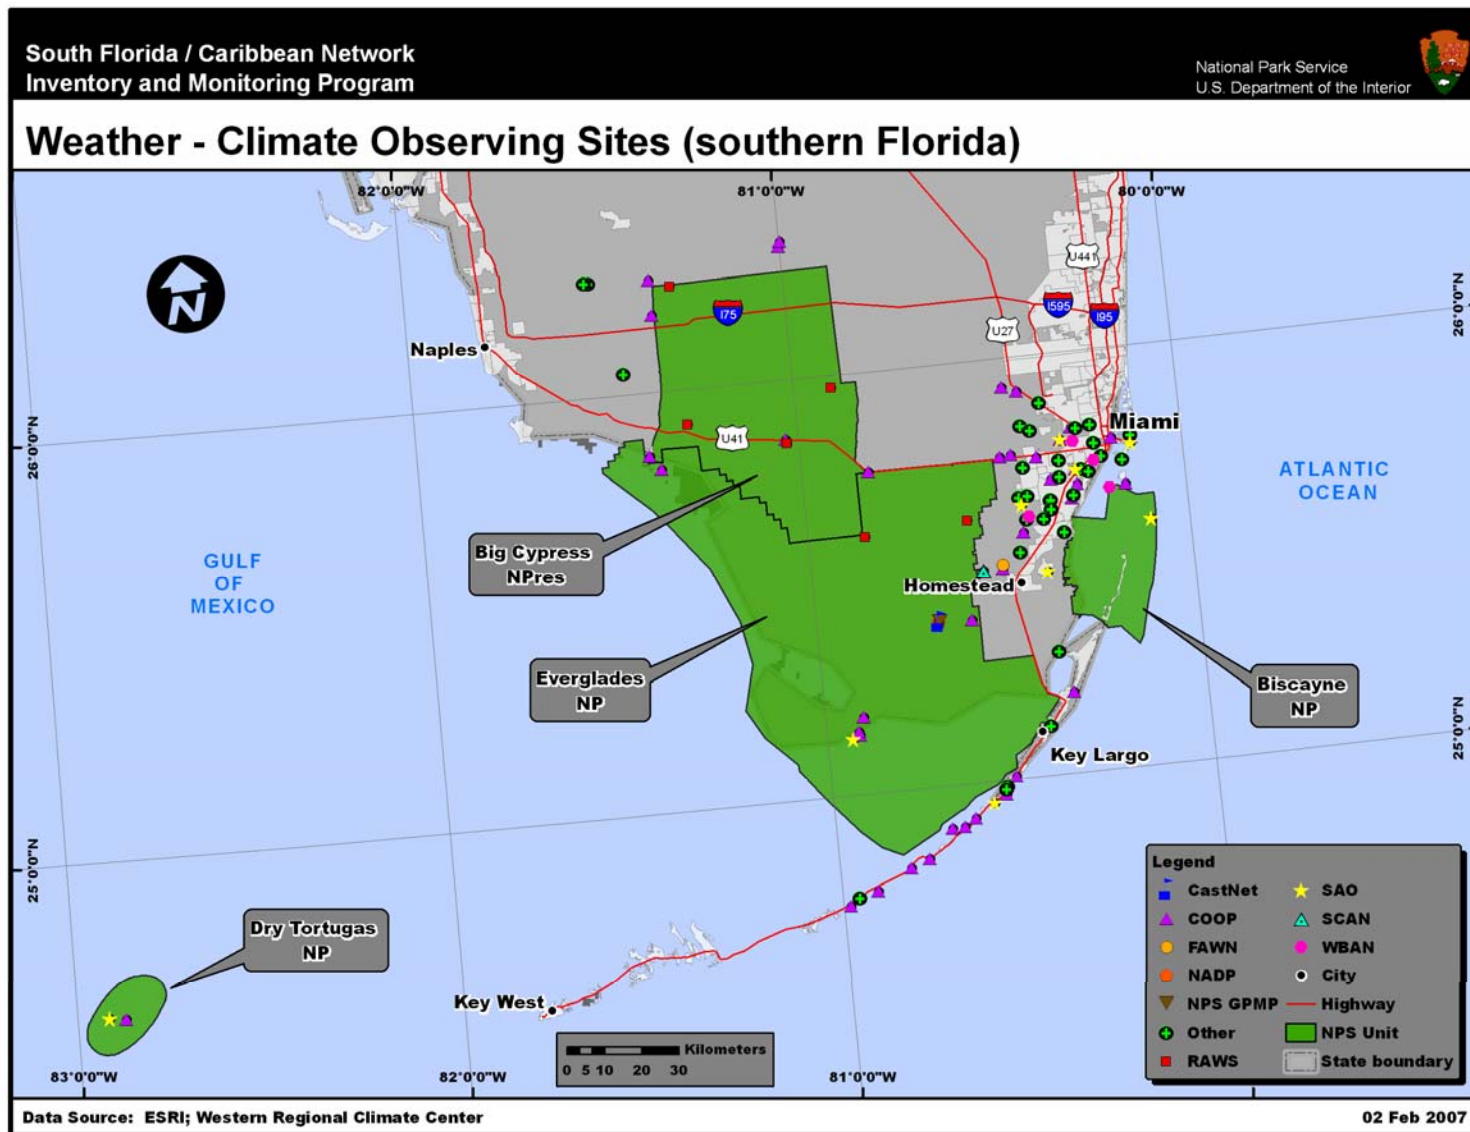 South Florida / Caribbean Network
Inventory and Monitoring Program
National Park Service
U.S. Department of the Interior
Weather - Climate Observing Sites (southern Florida)
82°0'0"W
81°0'0"W
80°0'0"W
U441
I75
I595
I95
U27
26°0'0"N
Naples
Miami
U41
26°0'0"N
ATLANTIC
OCEAN
Big Cypress
NPres
GULF
OF
MEXICO
Homestead
Everglades
NP
Biscayne
NP
25°0'0"N
Key Largo
25°0'0"N
Legend
CastNet
SAO
COOP
SCAN
FAWN
WBAN
NADP
City
NPS GPMP
Highway
Other
NPS Unit
RAWS
State boundary
Dry Tortugas
NP
Key West
Kilometers
0 5 10 20 30
83°0'0"W
82°0'0"W
81°0'0"W
N
Data Source: ESRI; Western Regional Climate Center
02 Feb 2007